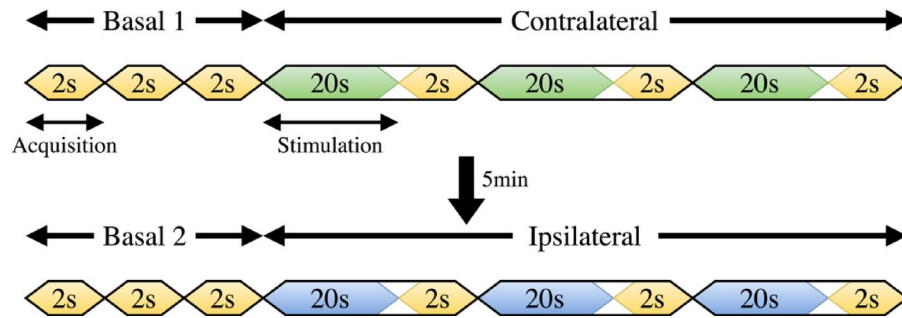 Basal 1 Contralateral
2s 2s 2s 20s 2s 20s 2s 20s 2s
Acquisition Stimulation
5min
Basal 2 Ipsilateral
2s 2s 2s 20s 2s 20s 2s 20s 2s